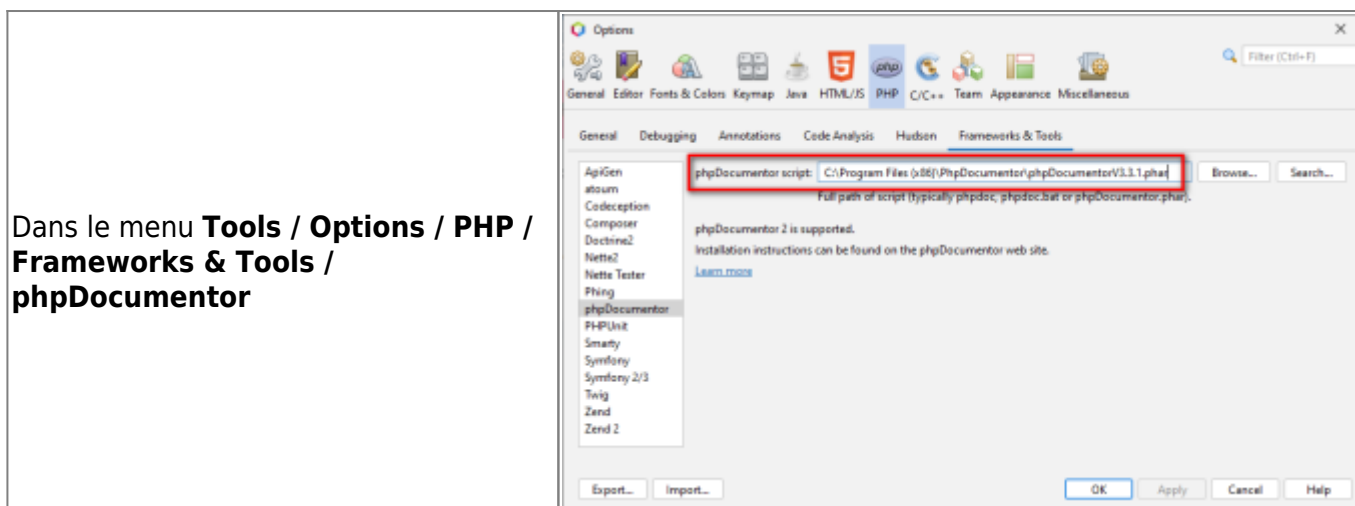 Dans le menu Tools / Options / PHP /
Frameworks & Tools /
phpDocumentor
Options
Filter (Ctrl+F)
General Editor Fonts & Colors Keymap Java HTML/JS PHP C/C++ Team Appearance Miscellaneous
General Debugging Annotations Code Analysis Hudson Frameworks & Tools
ApiGen
atoum
Codeception
Composer
Doctrine2
Nette2
Nette Tester
Phing
phpDocumentor
PHPUnit
Smarty
Symfony
Symfony 2/3
Twig
Zend
Zend 2
phpDocumentor script: C:\Program Files (x86)\PhpDocumentor\phpDocumentorV3.3.1.phar Browse... Search...
Full path of script (typically phpdoc, phpdoc.bat or phpDocumentor.phar).
phpDocumentor 2 is supported.
Installation instructions can be found on the phpDocumentor web site.
Learn more
Export... Import... OK Apply Cancel Help